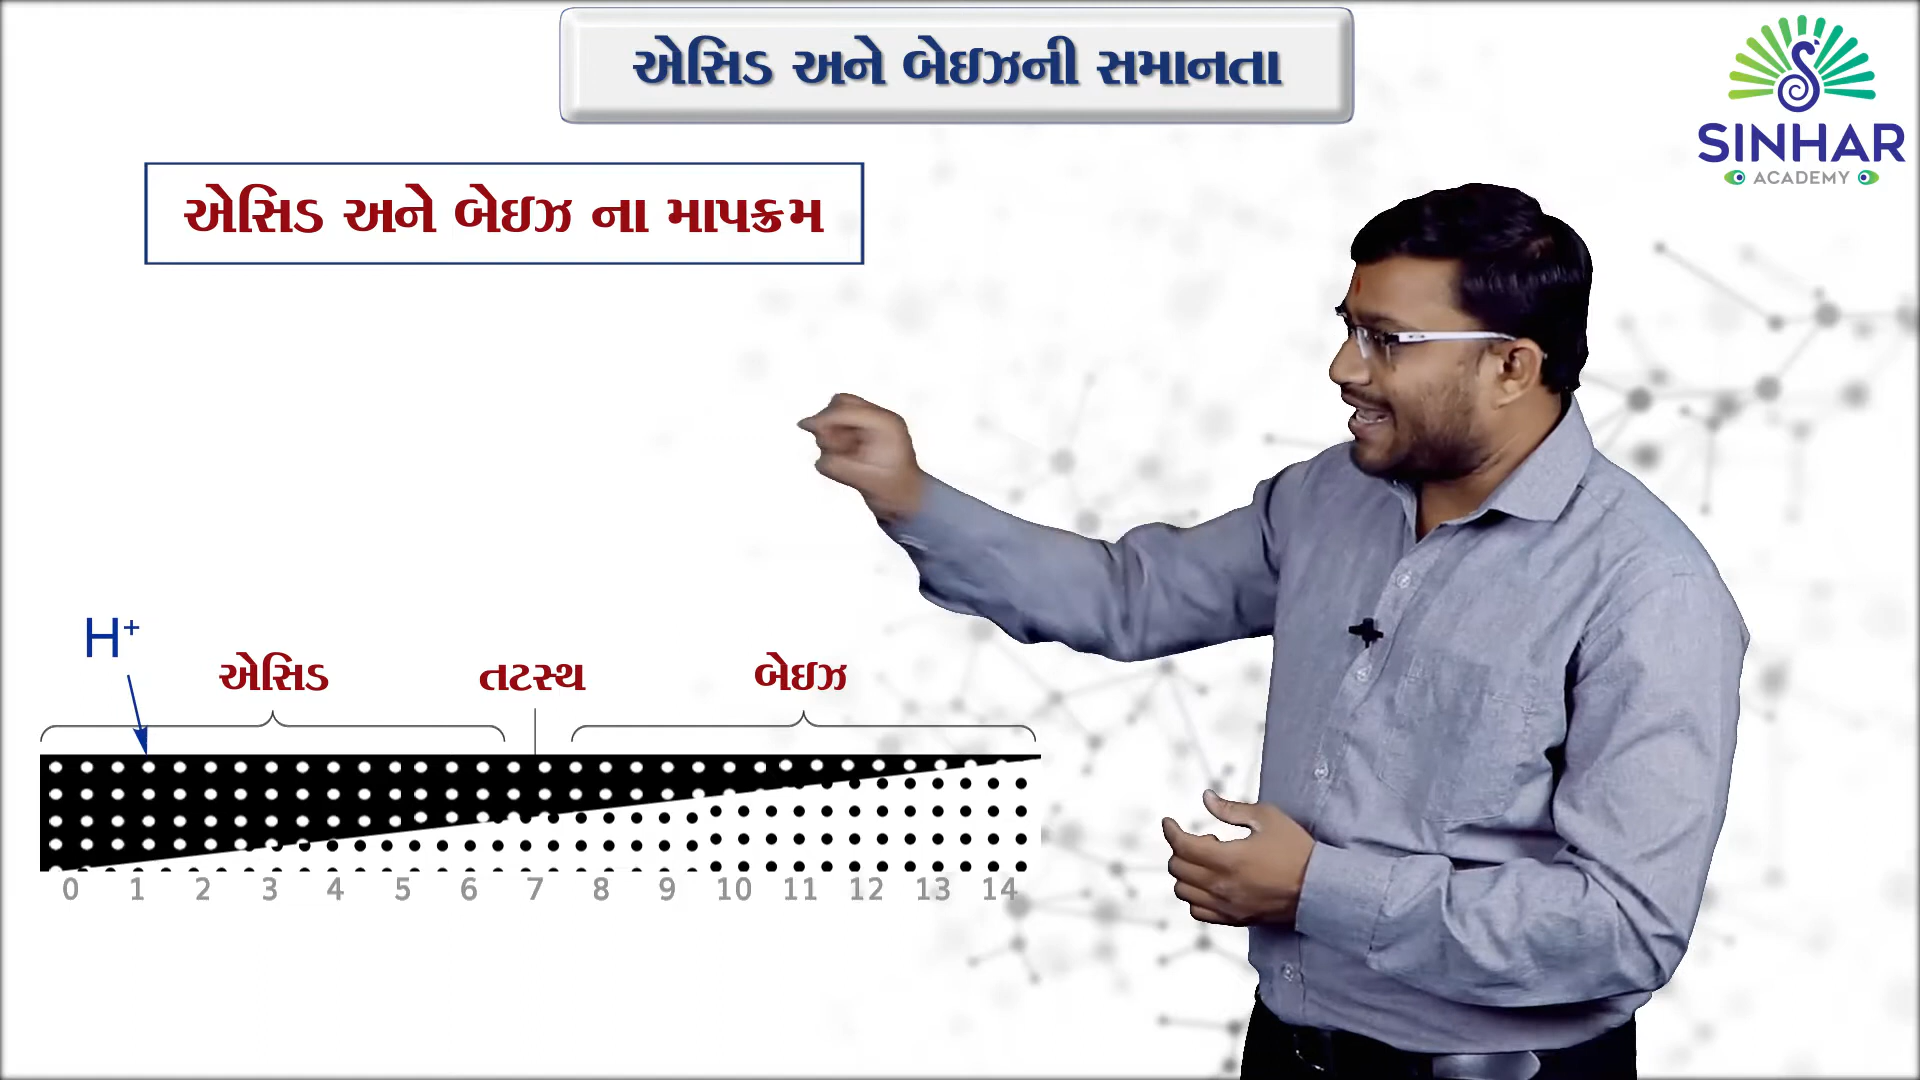 એસિડ અને બેઇઝની સમાનતા
SINHAR
ACADEMY
એસિડ અને બેઇઝ ના માપક્રમ
H⁺
એસિડ તટસ્થ બેઇઝ
0 1 2 3 4 5 6 7 8 9 10 11 12 13 14